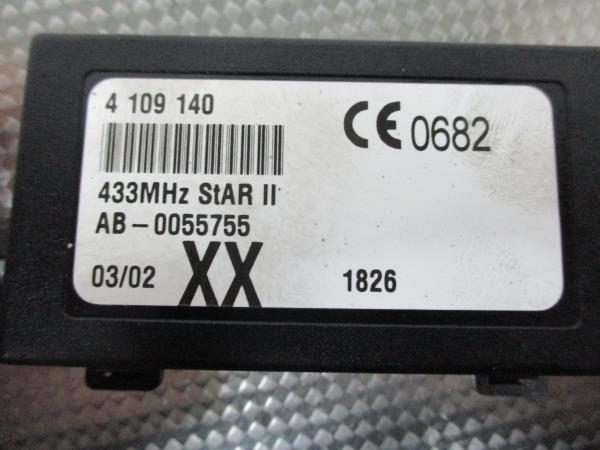 4 109 140
CE 0682
433MHz StAR II
AB-0055755
03/02 XX 1826